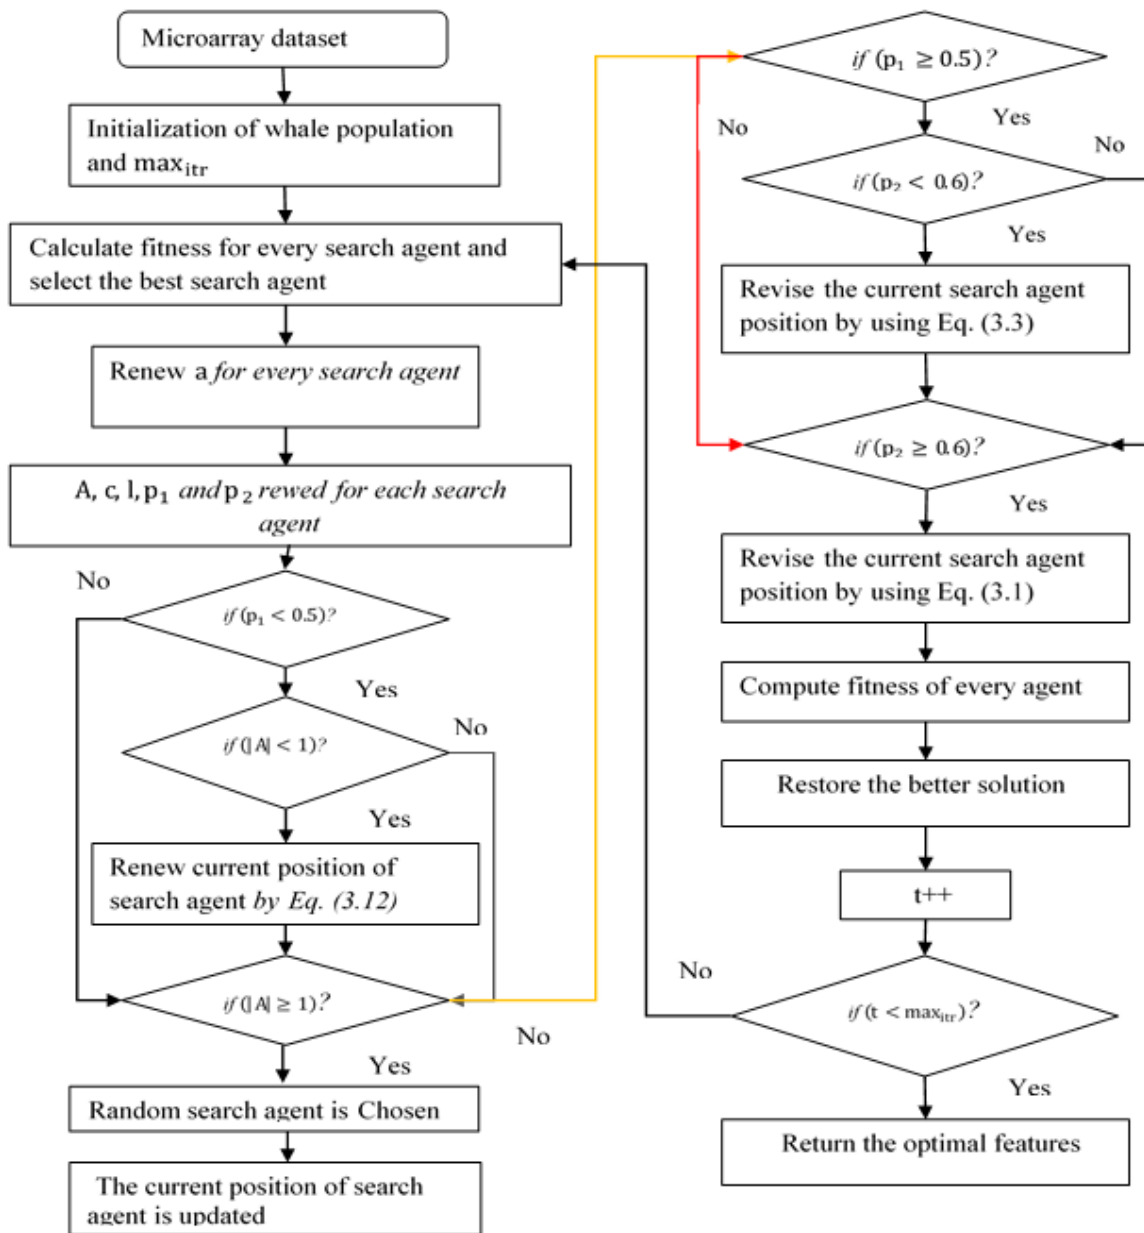 Microarray dataset
Initialization of whale population
and max_itr
Calculate fitness for every search agent and
select the best search agent
Renew a for every search agent
A, c, l, p₁ and p₂ rewed for each search
agent
No
if (p₁ < 0.5)?
Yes
if (|A| < 1)?
No
Yes
Renew current position of
search agent by Eq. (3.12)
if (|A| ≥ 1)?
No
Yes
Random search agent is Chosen
The current position of search
agent is updated
if (p₁ ≥ 0.5)?
No
Yes
No
if (p₂ < 0.6)?
Yes
Revise the current search agent
position by using Eq. (3.3)
if (p₂ ≥ 0.6)?
Yes
Revise the current search agent
position by using Eq. (3.1)
Compute fitness of every agent
Restore the better solution
t++
No
if (t < max_itr)?
Yes
Return the optimal features